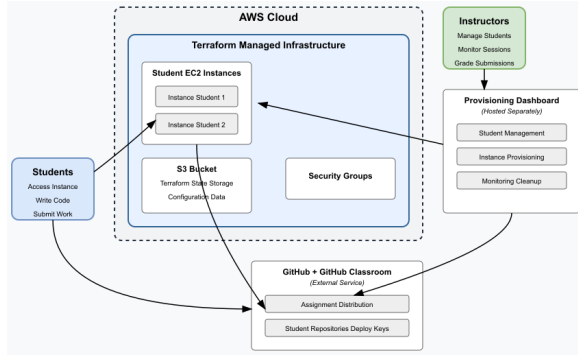 AWS Cloud
Terraform Managed Infrastructure
Student EC2 Instances
Instance Student 1
Instance Student 2
S3 Bucket
Terraform State Storage
Configuration Data
Security Groups
Instructors
Manage Students
Monitor Sessions
Grade Submissions
Provisioning Dashboard
(Hosted Separately)
Student Management
Instance Provisioning
Monitoring Cleanup
Students
Access Instance
Write Code
Submit Work
GitHub + GitHub Classroom
(External Service)
Assignment Distribution
Student Repositories Deploy Keys